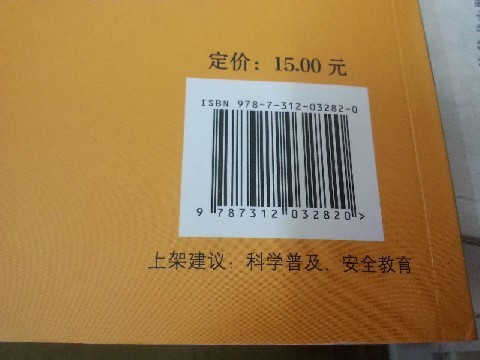 定价：15.00 元
ISBN 978-7-312-03282-0
9 787312 032820>
上架建议：科学普及、安全教育